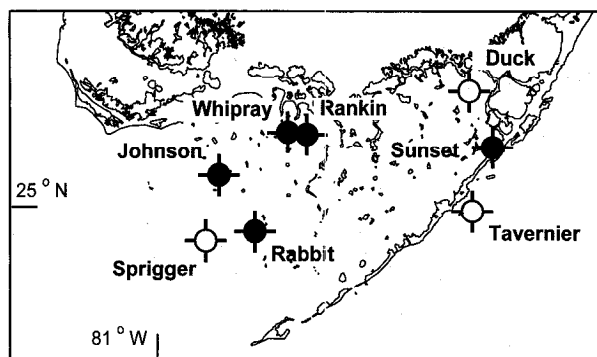 Duck
Whipray Rankin
Johnson
Sunset
25 ° N
Sprigger
Rabbit
Tavernier
81 ° W